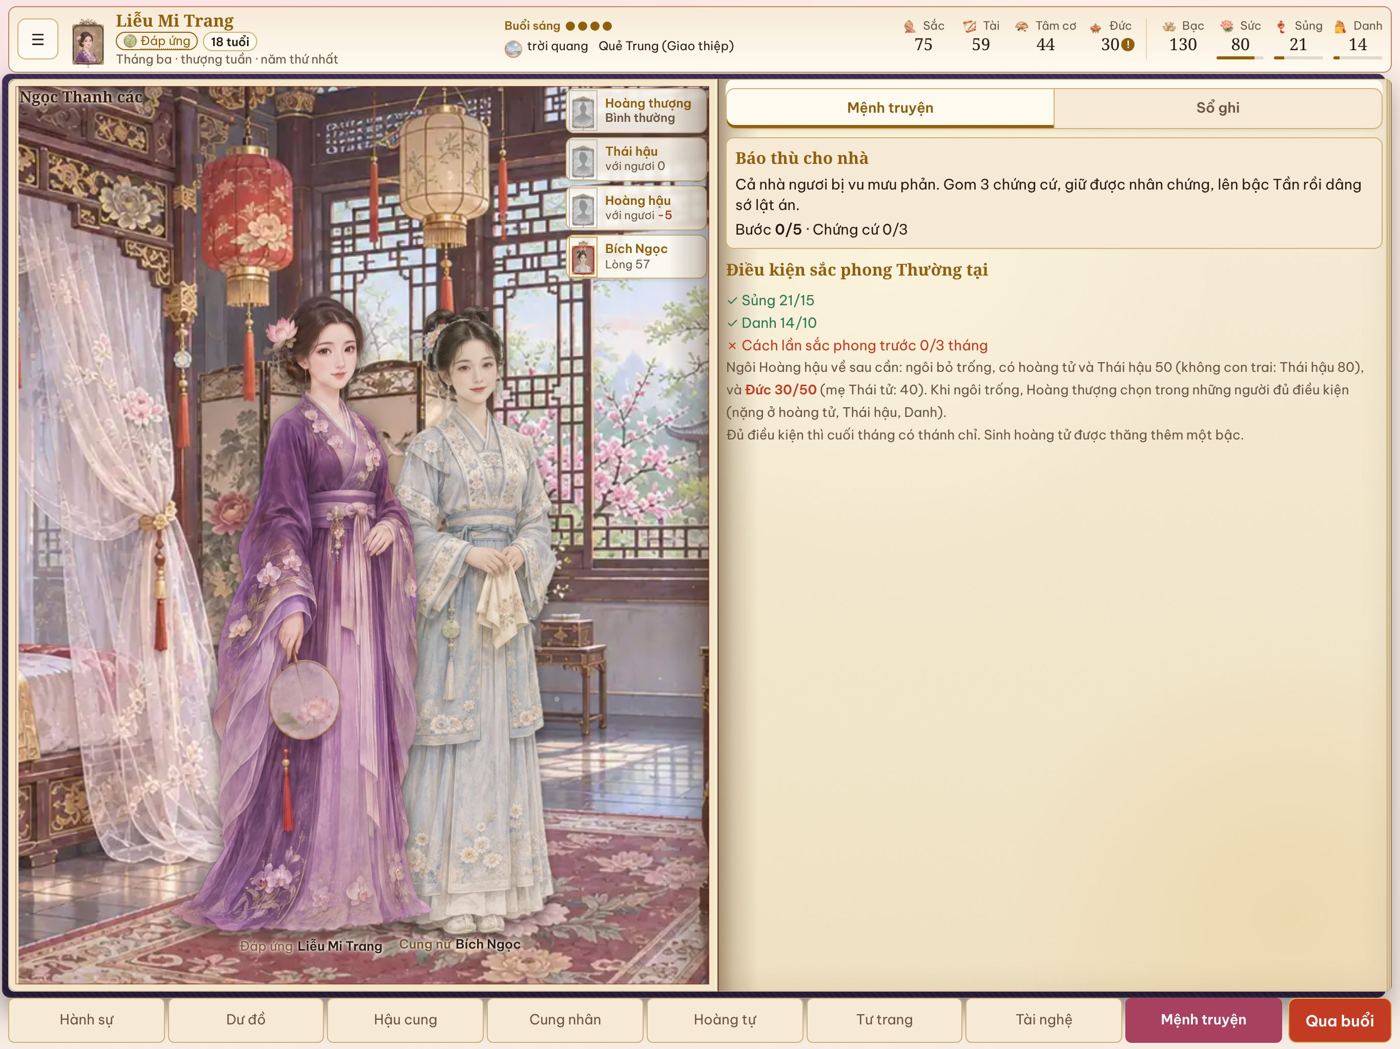 ☰
Liễu Mi Trang
Đáp ứng 18 tuổi
Tháng ba · thượng tuần · năm thứ nhất
Buổi sáng
trời quang Quẻ Trung (Giao thiệp)
Sắc 75
Tài 59
Tâm cơ 44
Đức 30 !
Bạc 130
Sức 80
Sủng 21
Danh 14
Ngọc Thanh các
Hoàng thượng
Bình thường
Thái hậu
với ngươi 0
Hoàng hậu
với ngươi -5
Bích Ngọc
Lòng 57
Đáp ứng Liễu Mi Trang
Cung nữ Bích Ngọc
Mệnh truyện
Sổ ghi
Báo thù cho nhà
Cả nhà ngươi bị vu mưu phản. Gom 3 chứng cứ, giữ được nhân chứng, lên bậc Tần rồi dâng
sớ lật án.
Bước 0/5 · Chứng cứ 0/3
Điều kiện sắc phong Thường tại
✓ Sủng 21/15
✓ Danh 14/10
× Cách lần sắc phong trước 0/3 tháng
Ngôi Hoàng hậu về sau cần: ngôi bỏ trống, có hoàng tử và Thái hậu 50 (không con trai: Thái hậu 80),
và Đức 30/50 (mẹ Thái tử: 40). Khi ngôi trống, Hoàng thượng chọn trong những người đủ điều kiện
(nặng ở hoàng tử, Thái hậu, Danh).
Đủ điều kiện thì cuối tháng có thánh chỉ. Sinh hoàng tử được thăng thêm một bậc.
Hành sự
Dư đồ
Hậu cung
Cung nhân
Hoàng tự
Tư trang
Tài nghệ
Mệnh truyện
Qua buổi